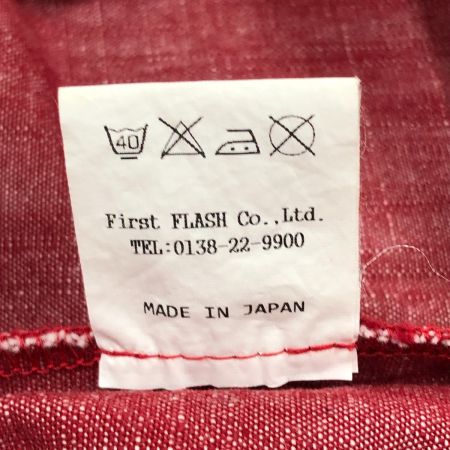 40
First FLASH Co.,Ltd.
TEL:0138-22-9900
MADE IN JAPAN